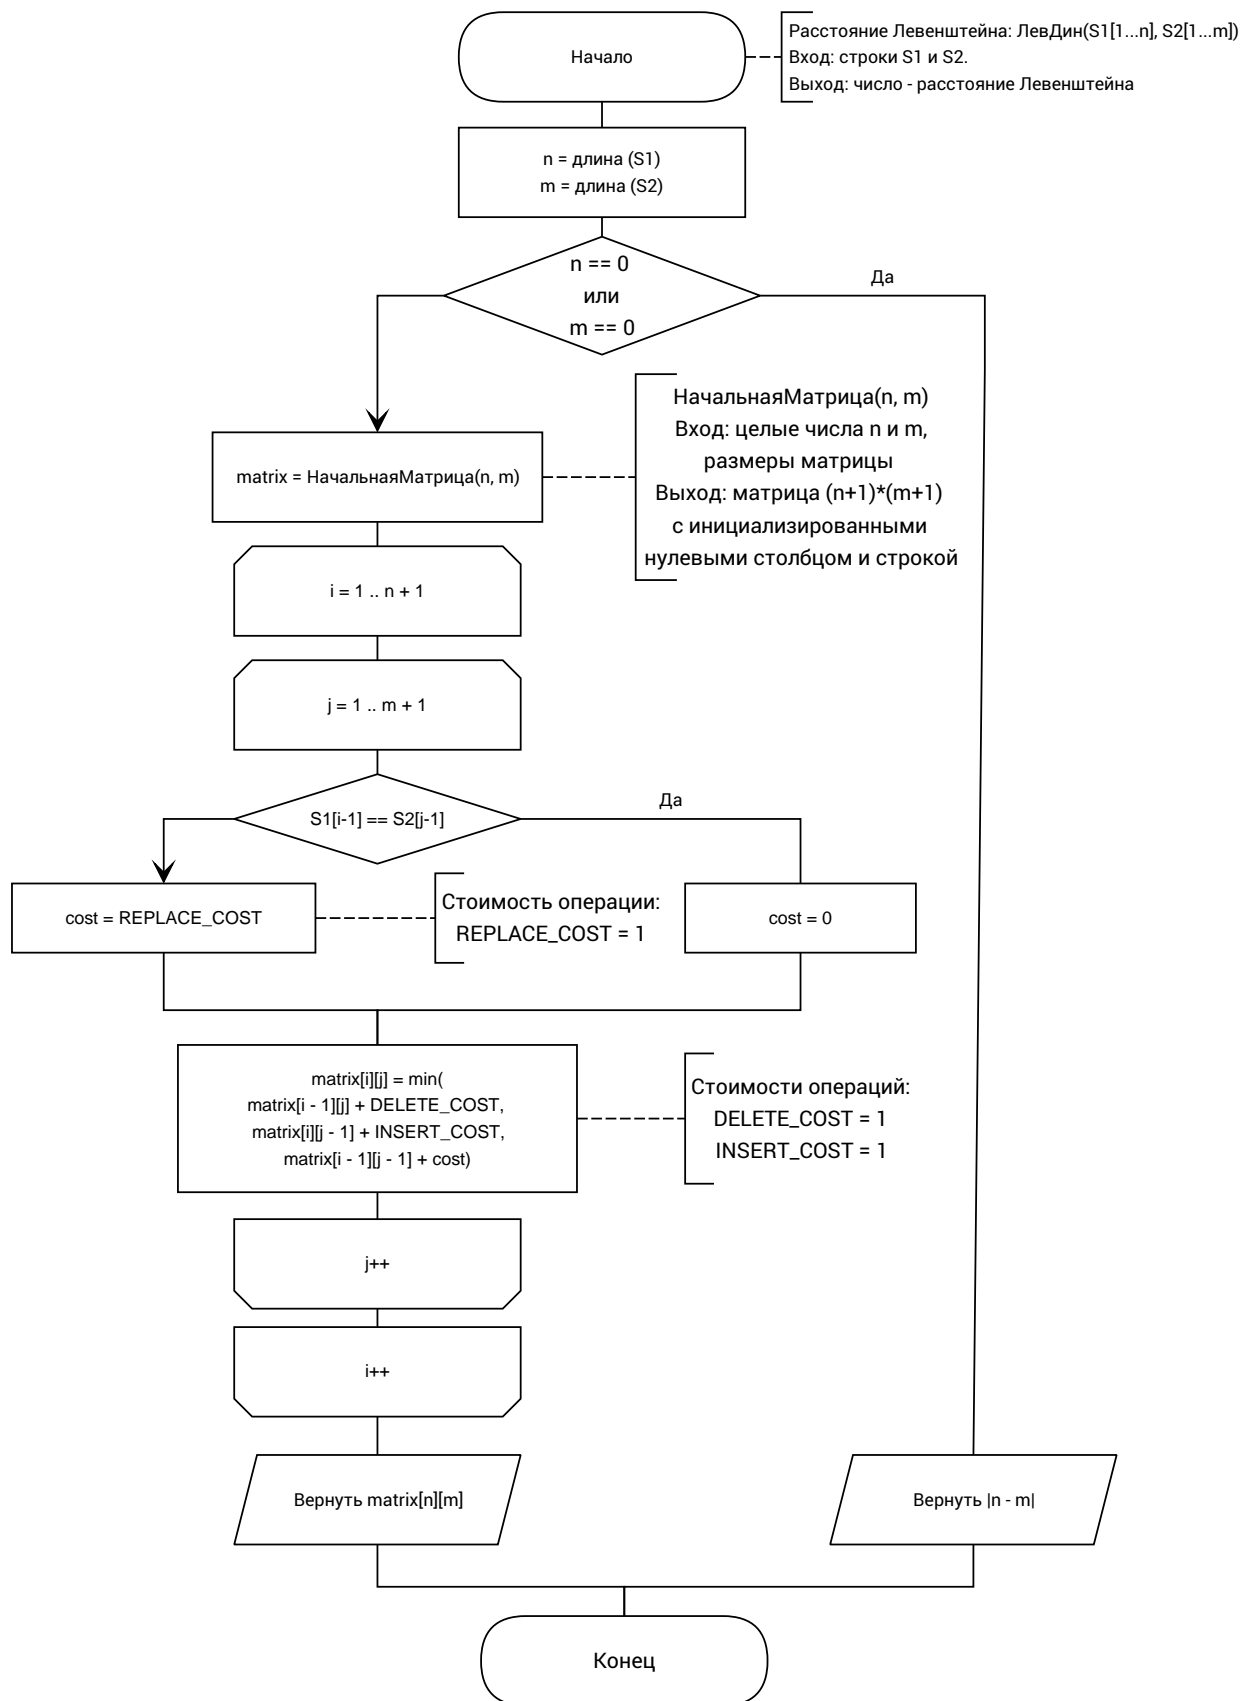 Начало
Расстояние Левенштейна: ЛевДин(S1[1...n], S2[1...m])
Вход: строки S1 и S2.
Выход: число - расстояние Левенштейна
n = длина (S1)
m = длина (S2)
n == 0
или
m == 0
Да
matrix = НачальнаяМатрица(n, m)
НачальнаяМатрица(n, m)
Вход: целые числа n и m,
размеры матрицы
Выход: матрица (n+1)*(m+1)
с инициализированными
нулевыми столбцом и строкой
i = 1 .. n + 1
j = 1 .. m + 1
S1[i-1] == S2[j-1]
Да
cost = REPLACE_COST
Стоимость операции:
REPLACE_COST = 1
cost = 0
matrix[i][j] = min(
matrix[i - 1][j] + DELETE_COST,
matrix[i][j - 1] + INSERT_COST,
matrix[i - 1][j - 1] + cost)
Стоимости операций:
DELETE_COST = 1
INSERT_COST = 1
j++
i++
Вернуть matrix[n][m]
Вернуть |n - m|
Конец